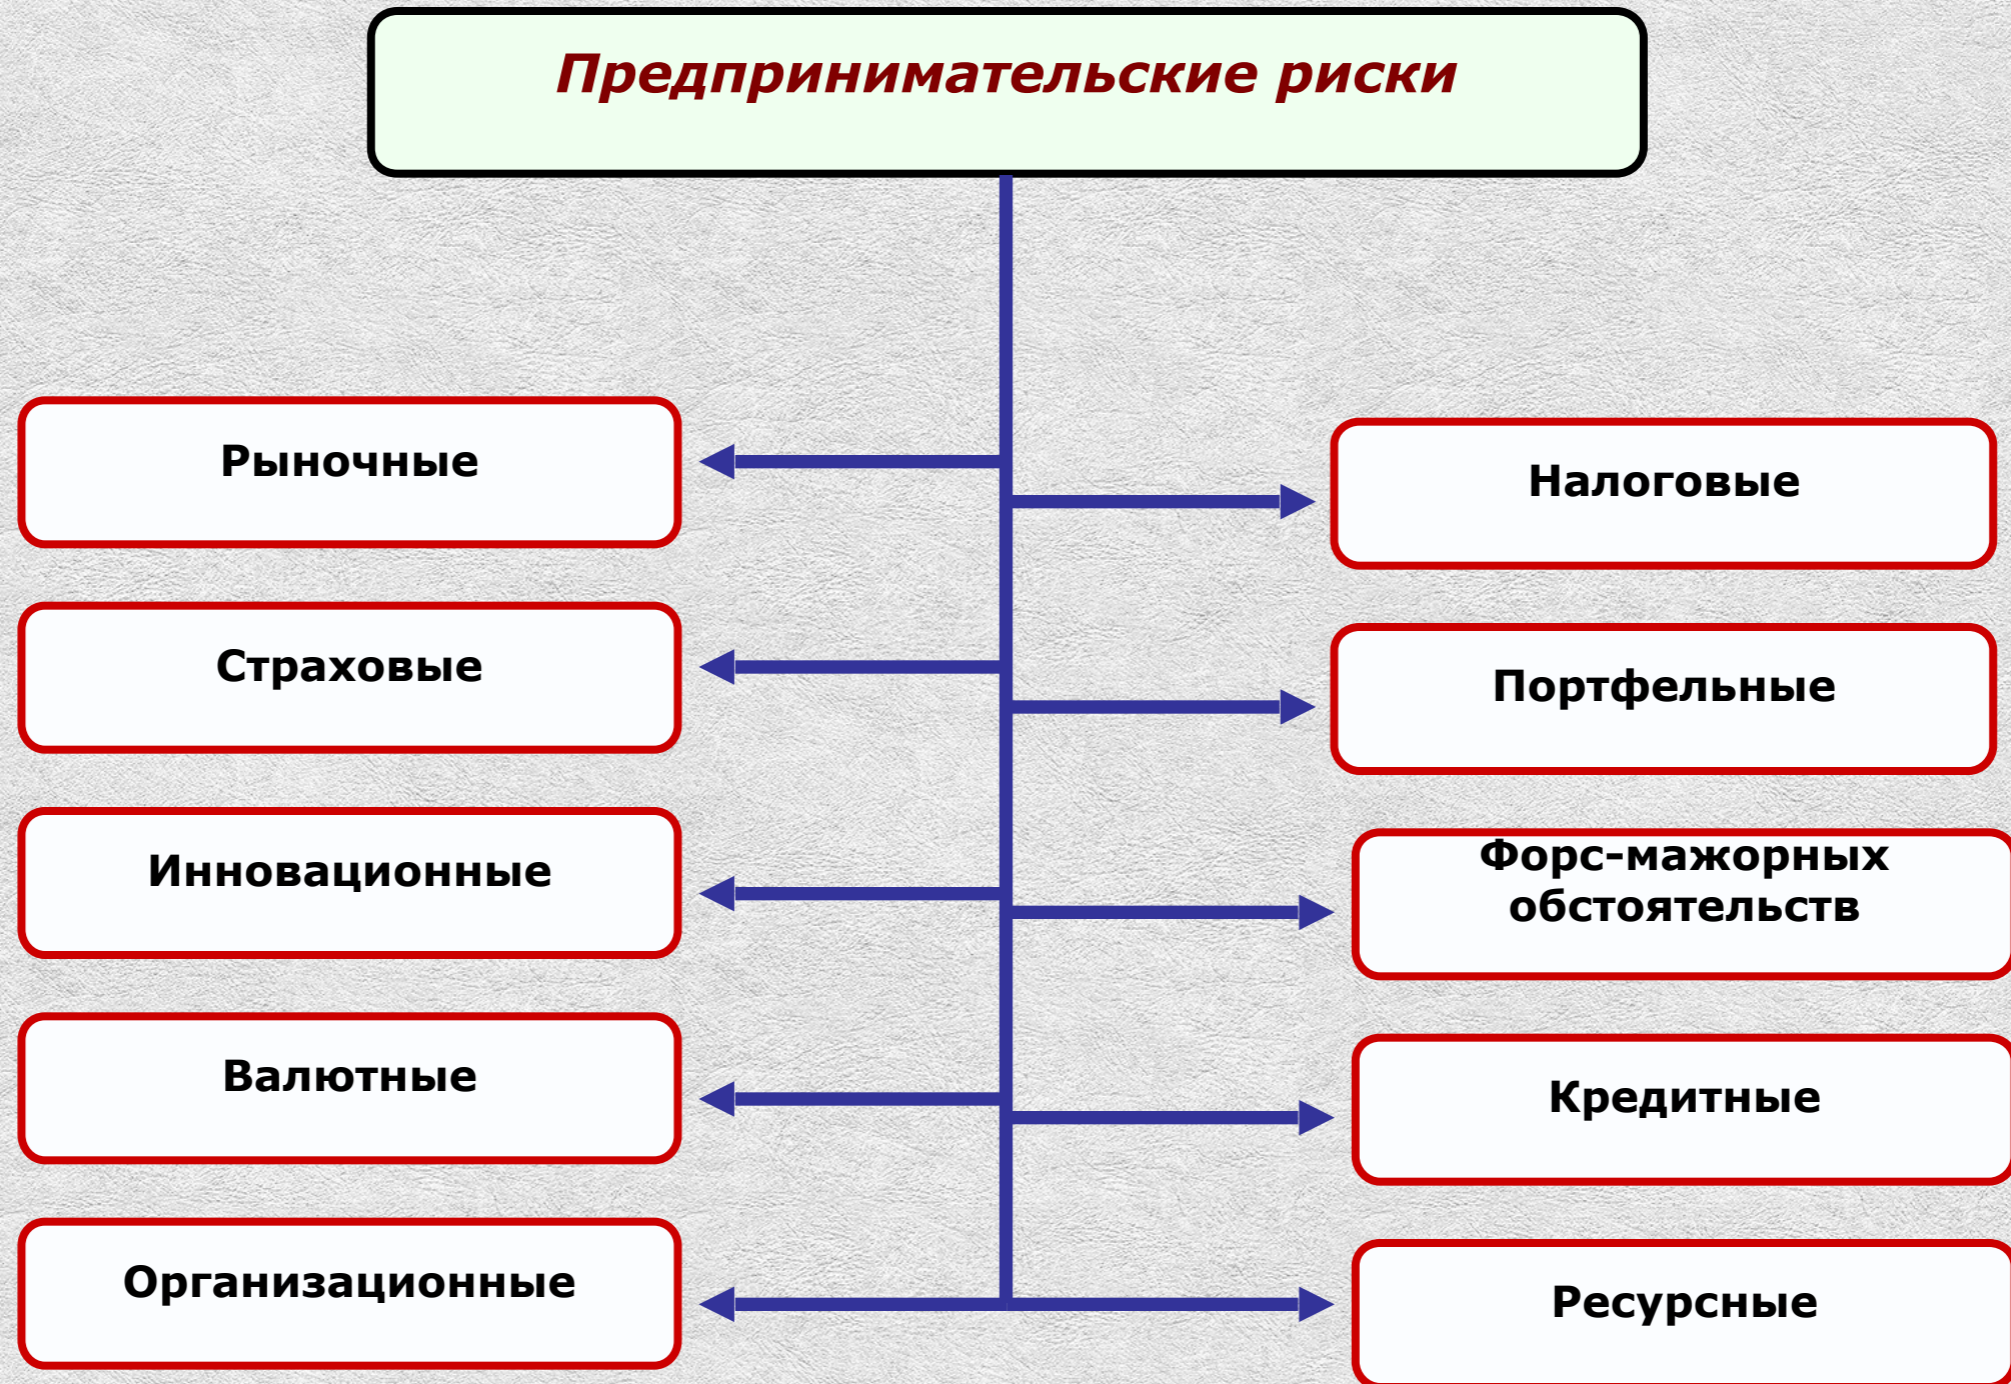 Предпринимательские риски
Рыночные
Налоговые
Страховые
Портфельные
Инновационные
Форс-мажорных
обстоятельств
Валютные
Кредитные
Организационные
Ресурсные